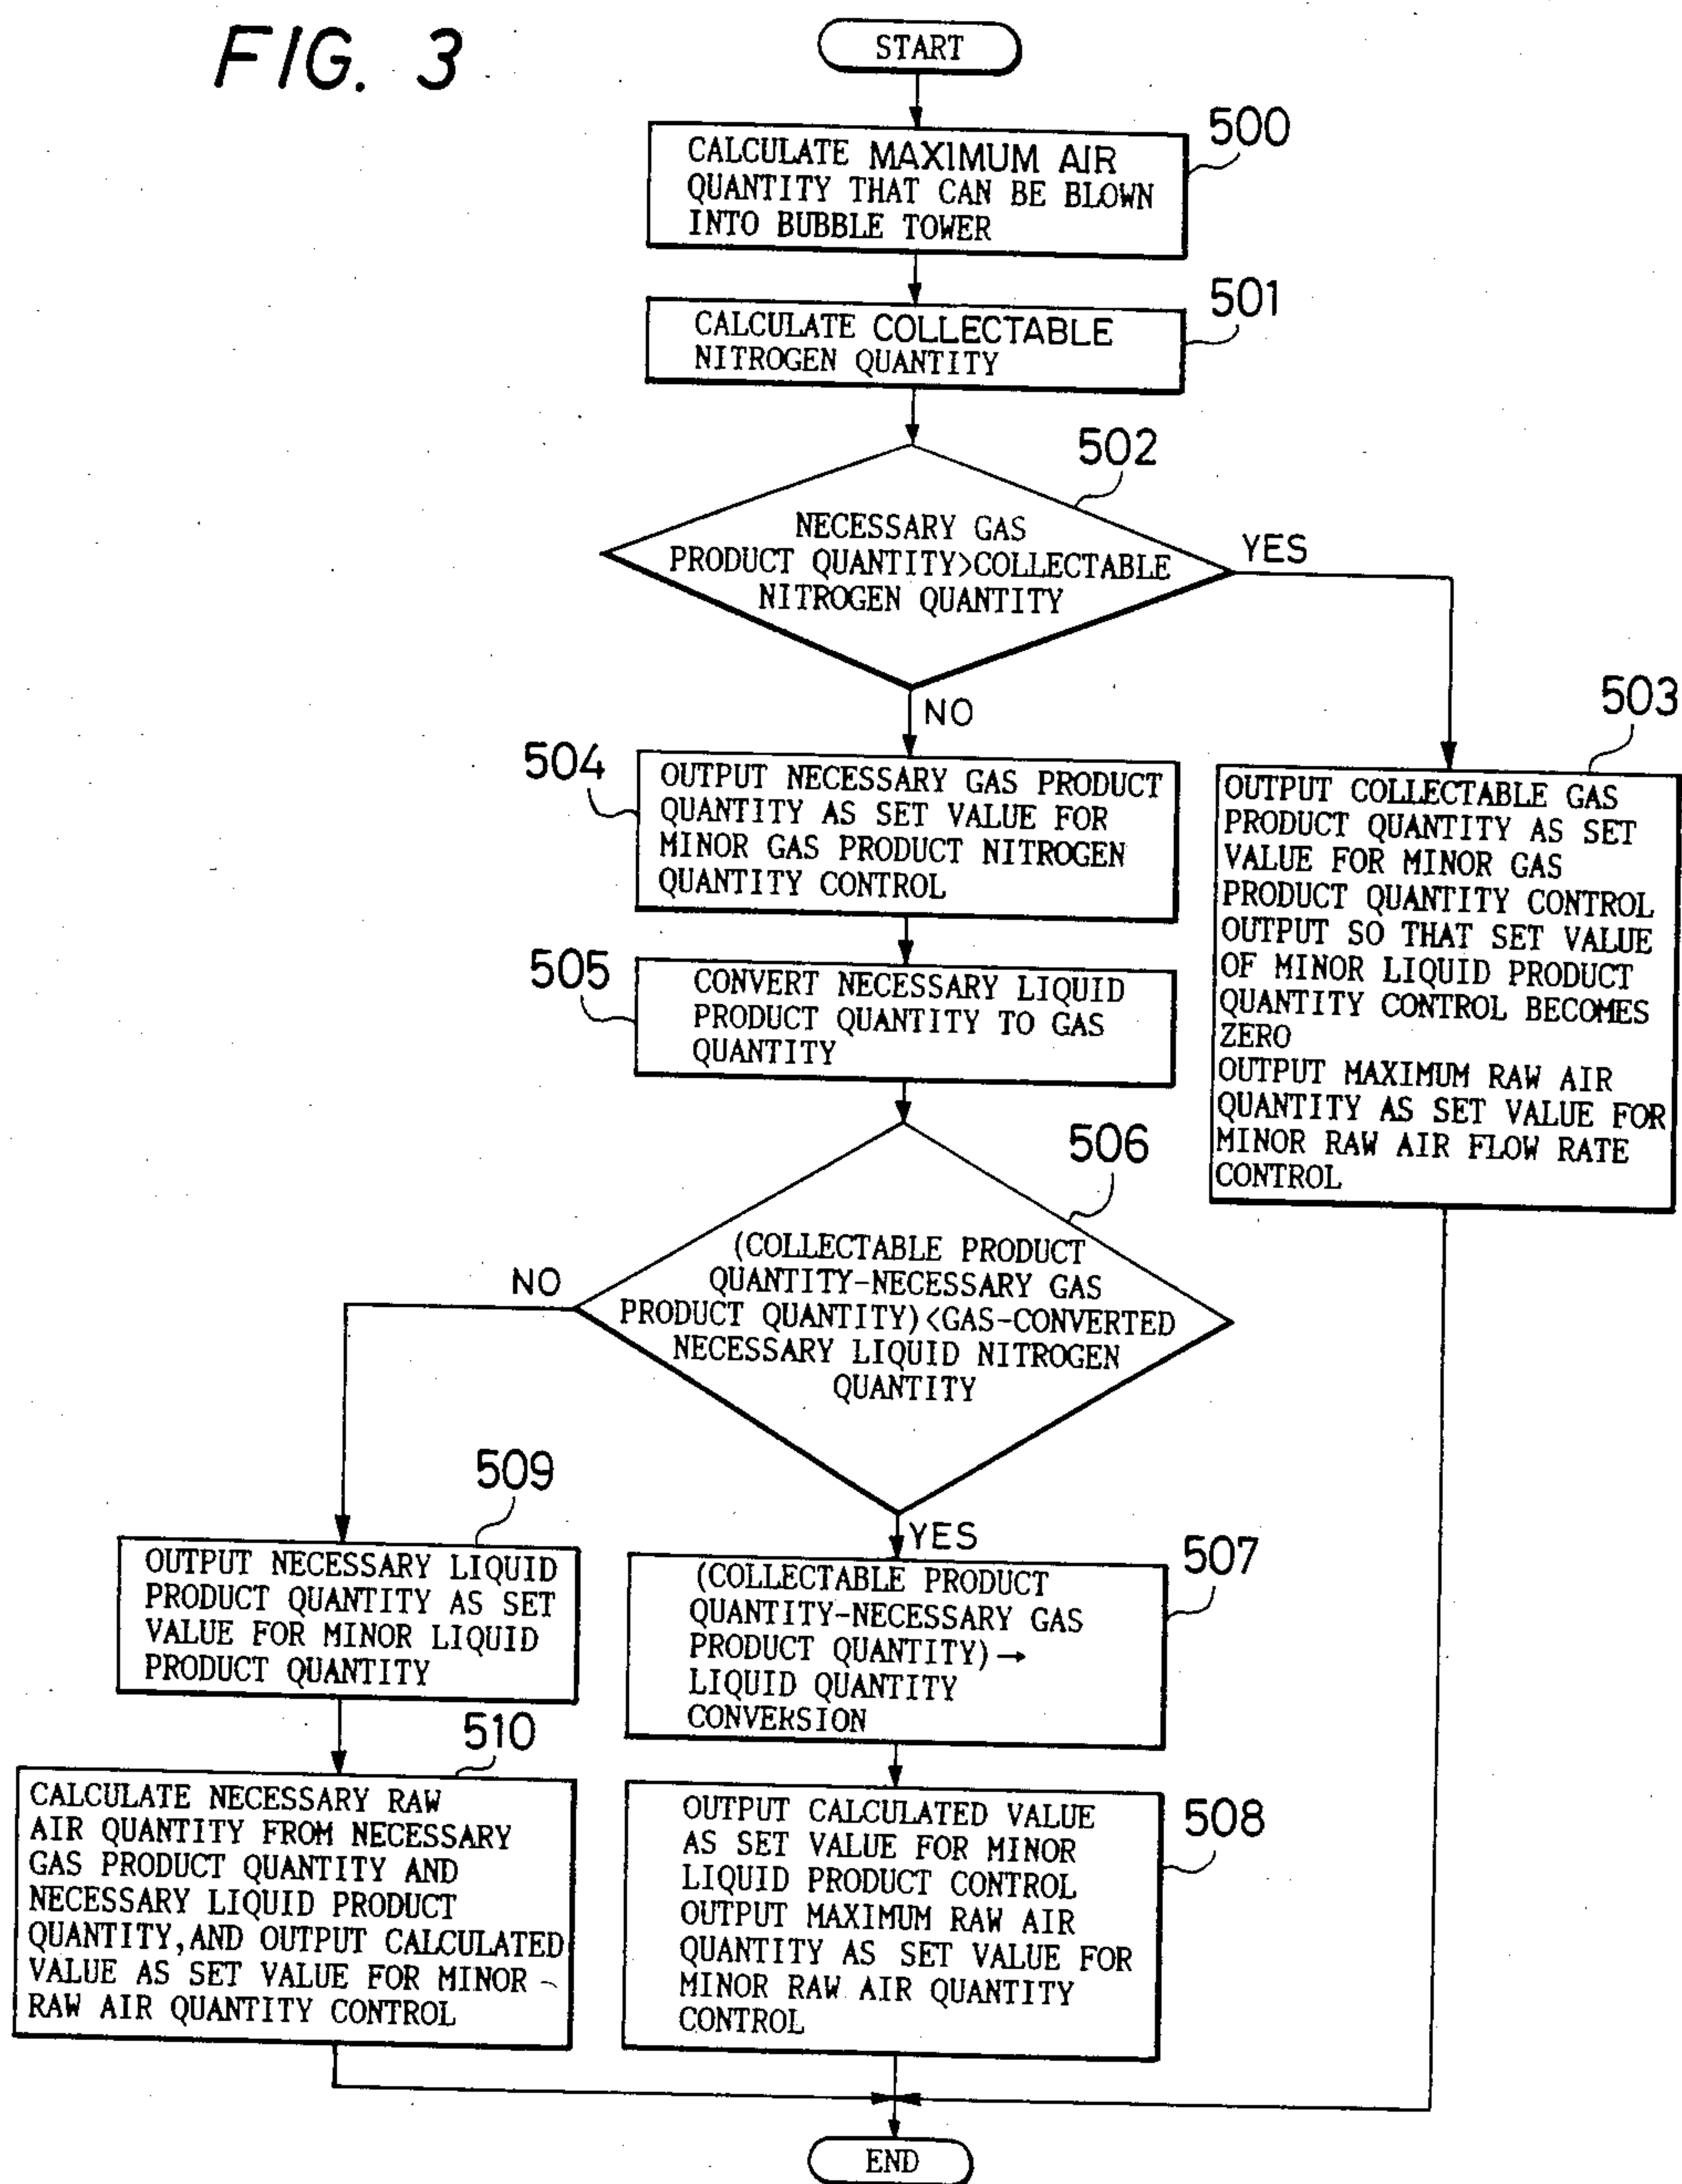 FIG. 3
START
500
CALCULATE MAXIMUM AIR
QUANTITY THAT CAN BE BLOWN
INTO BUBBLE TOWER
501
CALCULATE COLLECTABLE
NITROGEN QUANTITY
502
NECESSARY GAS
PRODUCT QUANTITY>COLLECTABLE
NITROGEN QUANTITY
YES
NO
503
OUTPUT COLLECTABLE GAS
PRODUCT QUANTITY AS SET
VALUE FOR MINOR GAS
PRODUCT QUANTITY CONTROL
OUTPUT SO THAT SET VALUE
OF MINOR LIQUID PRODUCT
QUANTITY CONTROL BECOMES
ZERO
OUTPUT MAXIMUM RAW AIR
QUANTITY AS SET VALUE FOR
MINOR RAW AIR FLOW RATE
CONTROL
504
OUTPUT NECESSARY GAS PRODUCT
QUANTITY AS SET VALUE FOR
MINOR GAS PRODUCT NITROGEN
QUANTITY CONTROL
505
CONVERT NECESSARY LIQUID
PRODUCT QUANTITY TO GAS
QUANTITY
506
(COLLECTABLE PRODUCT
QUANTITY-NECESSARY GAS
PRODUCT QUANTITY)<GAS-CONVERTED
NECESSARY LIQUID NITROGEN
QUANTITY
NO
YES
509
OUTPUT NECESSARY LIQUID
PRODUCT QUANTITY AS SET
VALUE FOR MINOR LIQUID
PRODUCT QUANTITY
507
(COLLECTABLE PRODUCT
QUANTITY-NECESSARY GAS
PRODUCT QUANTITY)→
LIQUID QUANTITY
CONVERSION
510
CALCULATE NECESSARY RAW
AIR QUANTITY FROM NECESSARY
GAS PRODUCT QUANTITY AND
NECESSARY LIQUID PRODUCT
QUANTITY,AND OUTPUT CALCULATED
VALUE AS SET VALUE FOR MINOR
RAW AIR QUANTITY CONTROL
508
OUTPUT CALCULATED VALUE
AS SET VALUE FOR MINOR
LIQUID PRODUCT CONTROL
OUTPUT MAXIMUM RAW AIR
QUANTITY AS SET VALUE FOR
MINOR RAW AIR QUANTITY
CONTROL
END